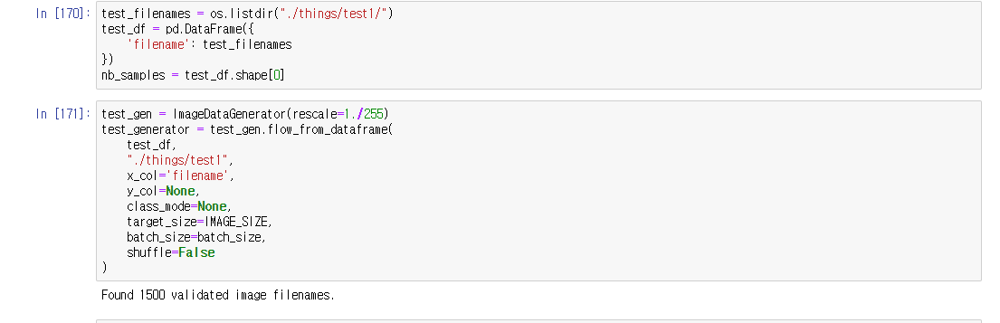 In [170]: test_filenames = os.listdir("./things/test1/")
test_df = pd.DataFrame({
    'filename': test_filenames
})
nb_samples = test_df.shape[0]
In [171]: test_gen = ImageDataGenerator(rescale=1./255)
test_generator = test_gen.flow_from_dataframe(
    test_df,
    "./things/test1",
    x_col='filename',
    y_col=None,
    class_mode=None,
    target_size=IMAGE_SIZE,
    batch_size=batch_size,
    shuffle=False
)
Found 1500 validated image filenames.